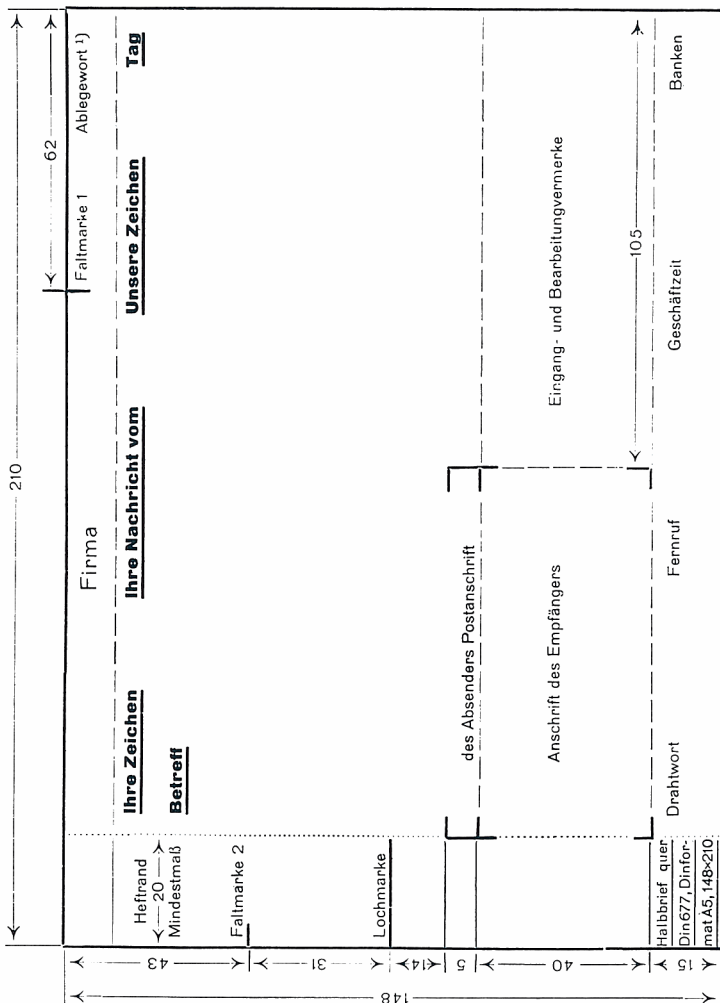 210
62
Firma
Faltmarke 1
Ablegewort ¹)
Ihre Zeichen
Ihre Nachricht vom
Unsere Zeichen
Tag
Betreff
Heftrand
20
Mindestmaß
Faltmarke 2
Lochmarke
des Absenders Postanschrift
Anschrift des Empfängers
Eingang- und Bearbeitungvermerke
105
Drahtwort
Fernruf
Geschäftzeit
Banken
Halbbrief quer
Din 677, Dinfor-
mat A5, 148×210
43
31
14
5
40
15
148